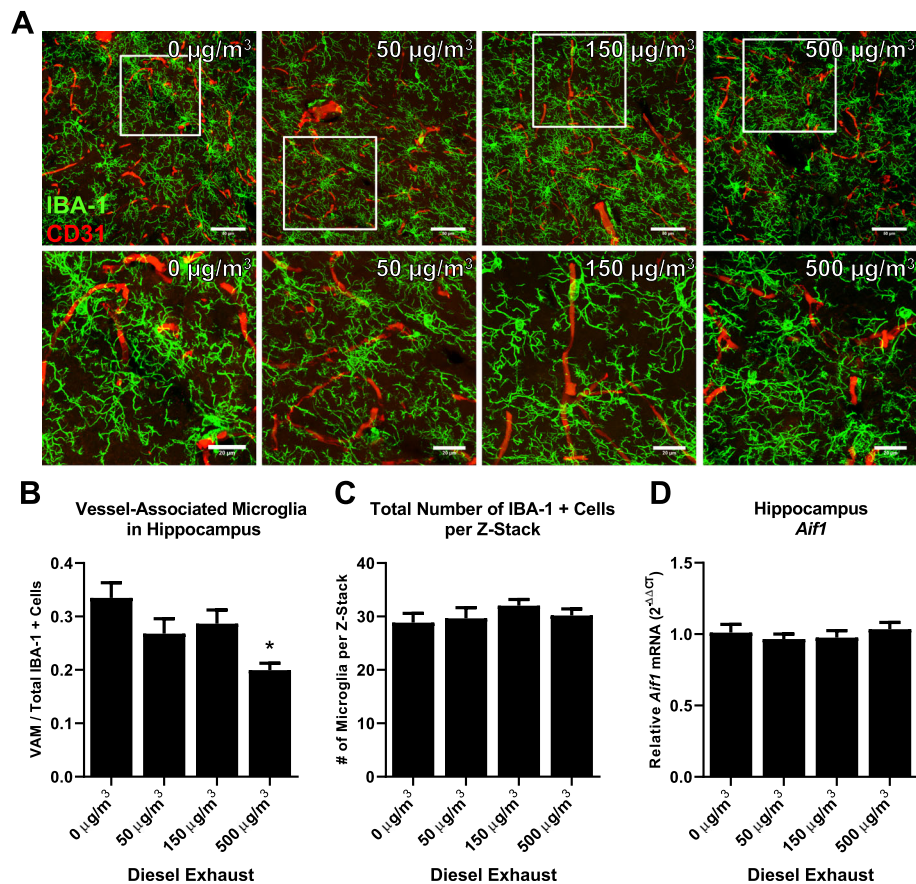 A
0 µg/m³
50 µg/m³
150 µg/m³
500 µg/m³
IBA-1
CD31
0 µg/m³
50 µg/m³
150 µg/m³
500 µg/m³
20 µm
20 µm
20 µm
20 µm
B
Vessel-Associated Microglia
in Hippocampus
VAM / Total IBA-1 + Cells
0.4
0.3
0.2
0.1
0.0
*
0 µg/m³
50 µg/m³
150 µg/m³
500 µg/m³
Diesel Exhaust
C
Total Number of IBA-1 + Cells
per Z-Stack
# of Microglia per Z-Stack
40
30
20
10
0
0 µg/m³
50 µg/m³
150 µg/m³
500 µg/m³
Diesel Exhaust
D
Hippocampus
Aif1
Relative Aif1 mRNA (2^-ΔΔCT)
1.5
1.0
0.5
0.0
0 µg/m³
50 µg/m³
150 µg/m³
500 µg/m³
Diesel Exhaust